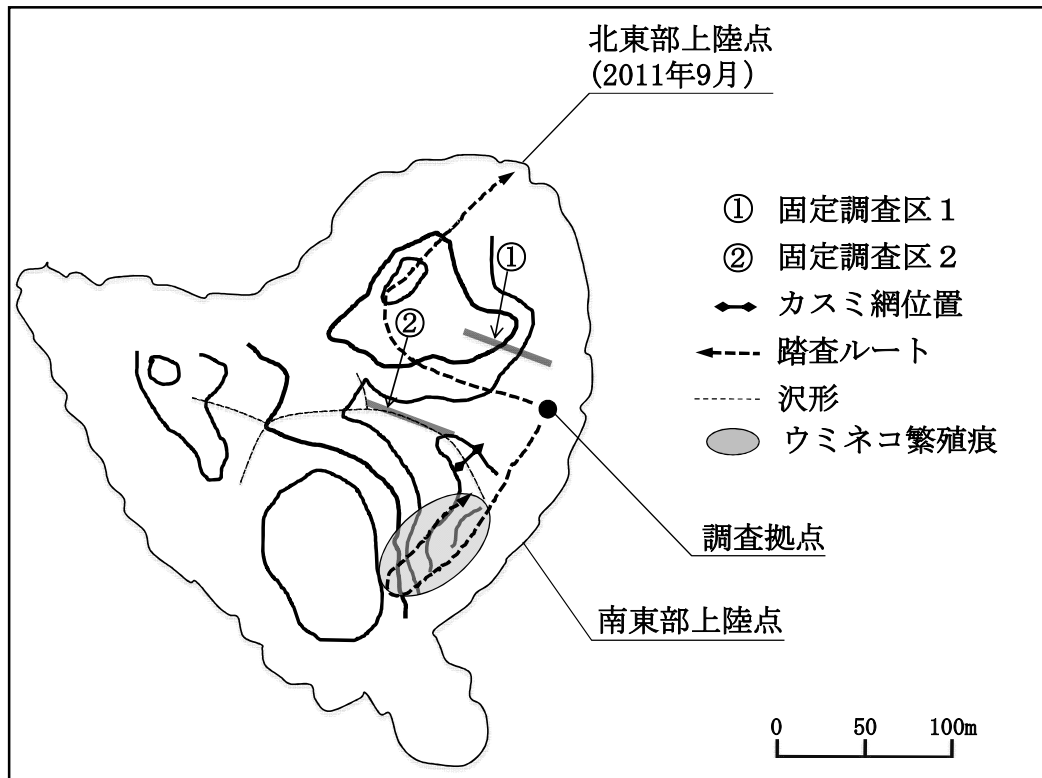 北東部上陸点
(2011年9月)
① 固定調査区1
② 固定調査区2
カスミ網位置
踏査ルート
沢形
ウミネコ繁殖痕
①
②
調査拠点
南東部上陸点
0 50 100m